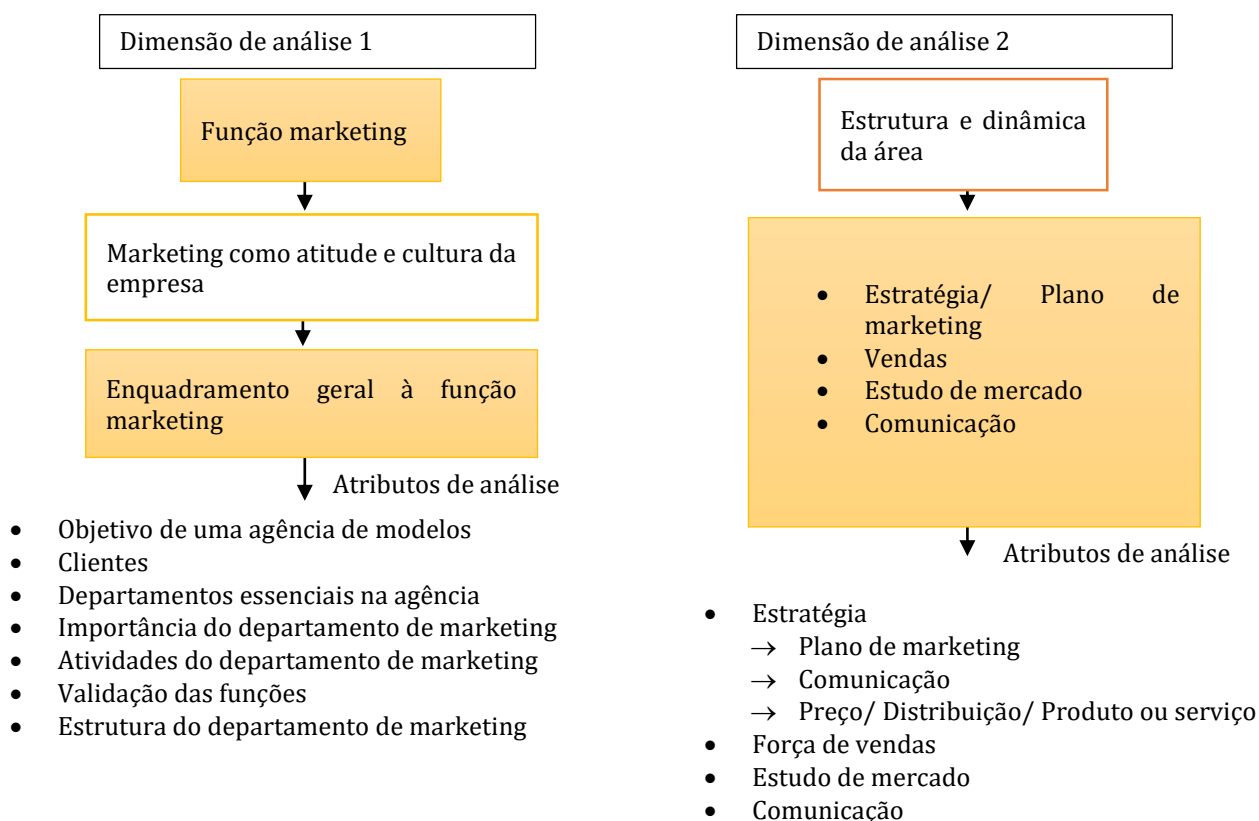 Dimensão de análise 1
Função marketing
Marketing como atitude e cultura da
empresa
Enquadramento geral à função
marketing
Atributos de análise
• Objetivo de uma agência de modelos
• Clientes
• Departamentos essenciais na agência
• Importância do departamento de marketing
• Atividades do departamento de marketing
• Validação das funções
• Estrutura do departamento de marketing
Dimensão de análise 2
Estrutura e dinâmica
da área
• Estratégia/ Plano de
marketing
• Vendas
• Estudo de mercado
• Comunicação
Atributos de análise
• Estratégia
→ Plano de marketing
→ Comunicação
→ Preço/ Distribuição/ Produto ou serviço
• Força de vendas
• Estudo de mercado
• Comunicação